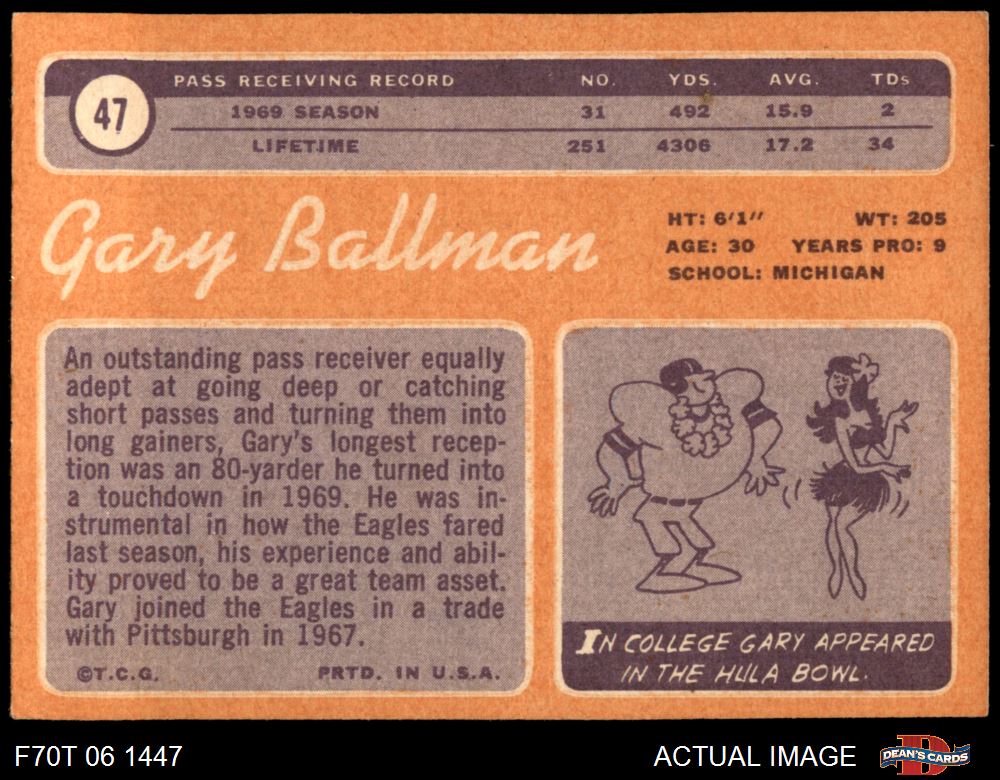 47
PASS RECEIVING RECORD NO. YDS. AVG. TDs
1969 SEASON 31 492 15.9 2
LIFETIME 251 4306 17.2 34
Gary Ballman
HT: 6'1" WT: 205
AGE: 30 YEARS PRO: 9
SCHOOL: MICHIGAN
An outstanding pass receiver equally
adept at going deep or catching
short passes and turning them into
long gainers, Gary's longest recep-
tion was an 80-yarder he turned into
a touchdown in 1969. He was in-
strumental in how the Eagles fared
last season, his experience and abil-
ity proved to be a great team asset.
Gary joined the Eagles in a trade
with Pittsburgh in 1967.
©T.C.G. PRTD. IN U.S.A.
IN COLLEGE GARY APPEARED
IN THE HULA BOWL.
F70T 06 1447 ACTUAL IMAGE DEAN'S CARDS